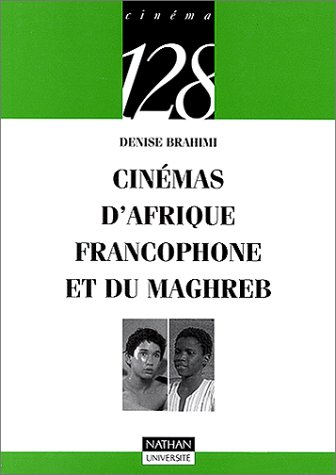 cinéma
128
DENISE BRAHIMI
CINÉMAS
D'AFRIQUE
FRANCOPHONE
ET DU MAGHREB
NATHAN
UNIVERSITÉ